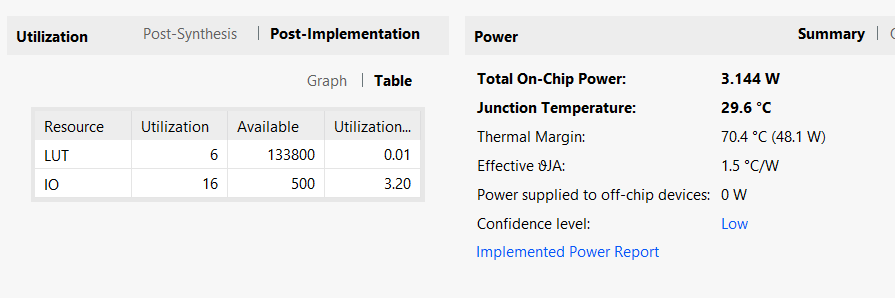 Utilization Post-Synthesis | Post-Implementation
Graph | Table
Resource Utilization Available Utilization...
LUT 6 133800 0.01
IO 16 500 3.20
Power Summary |
Total On-Chip Power: 3.144 W
Junction Temperature: 29.6 °C
Thermal Margin: 70.4 °C (48.1 W)
Effective ϑJA: 1.5 °C/W
Power supplied to off-chip devices: 0 W
Confidence level: Low
Implemented Power Report